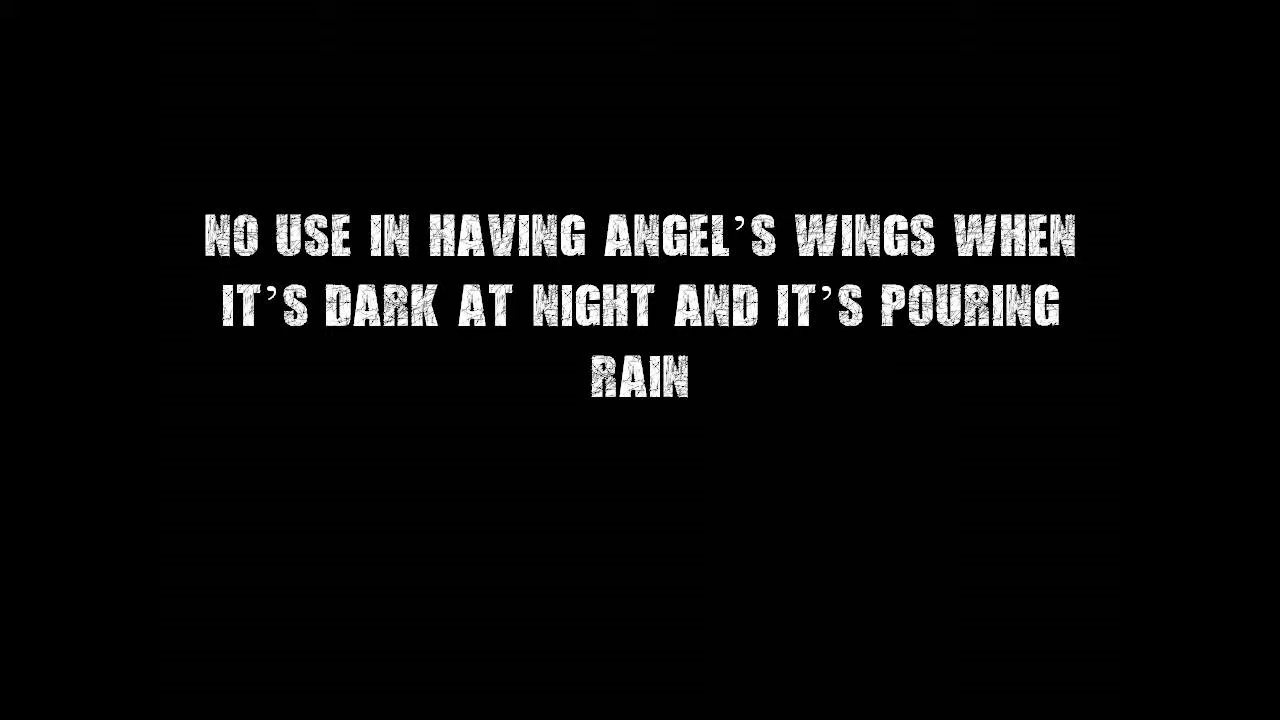 NO USE IN HAVING ANGEL’S WINGS WHEN
IT’S DARK AT NIGHT AND IT’S POURING
RAIN